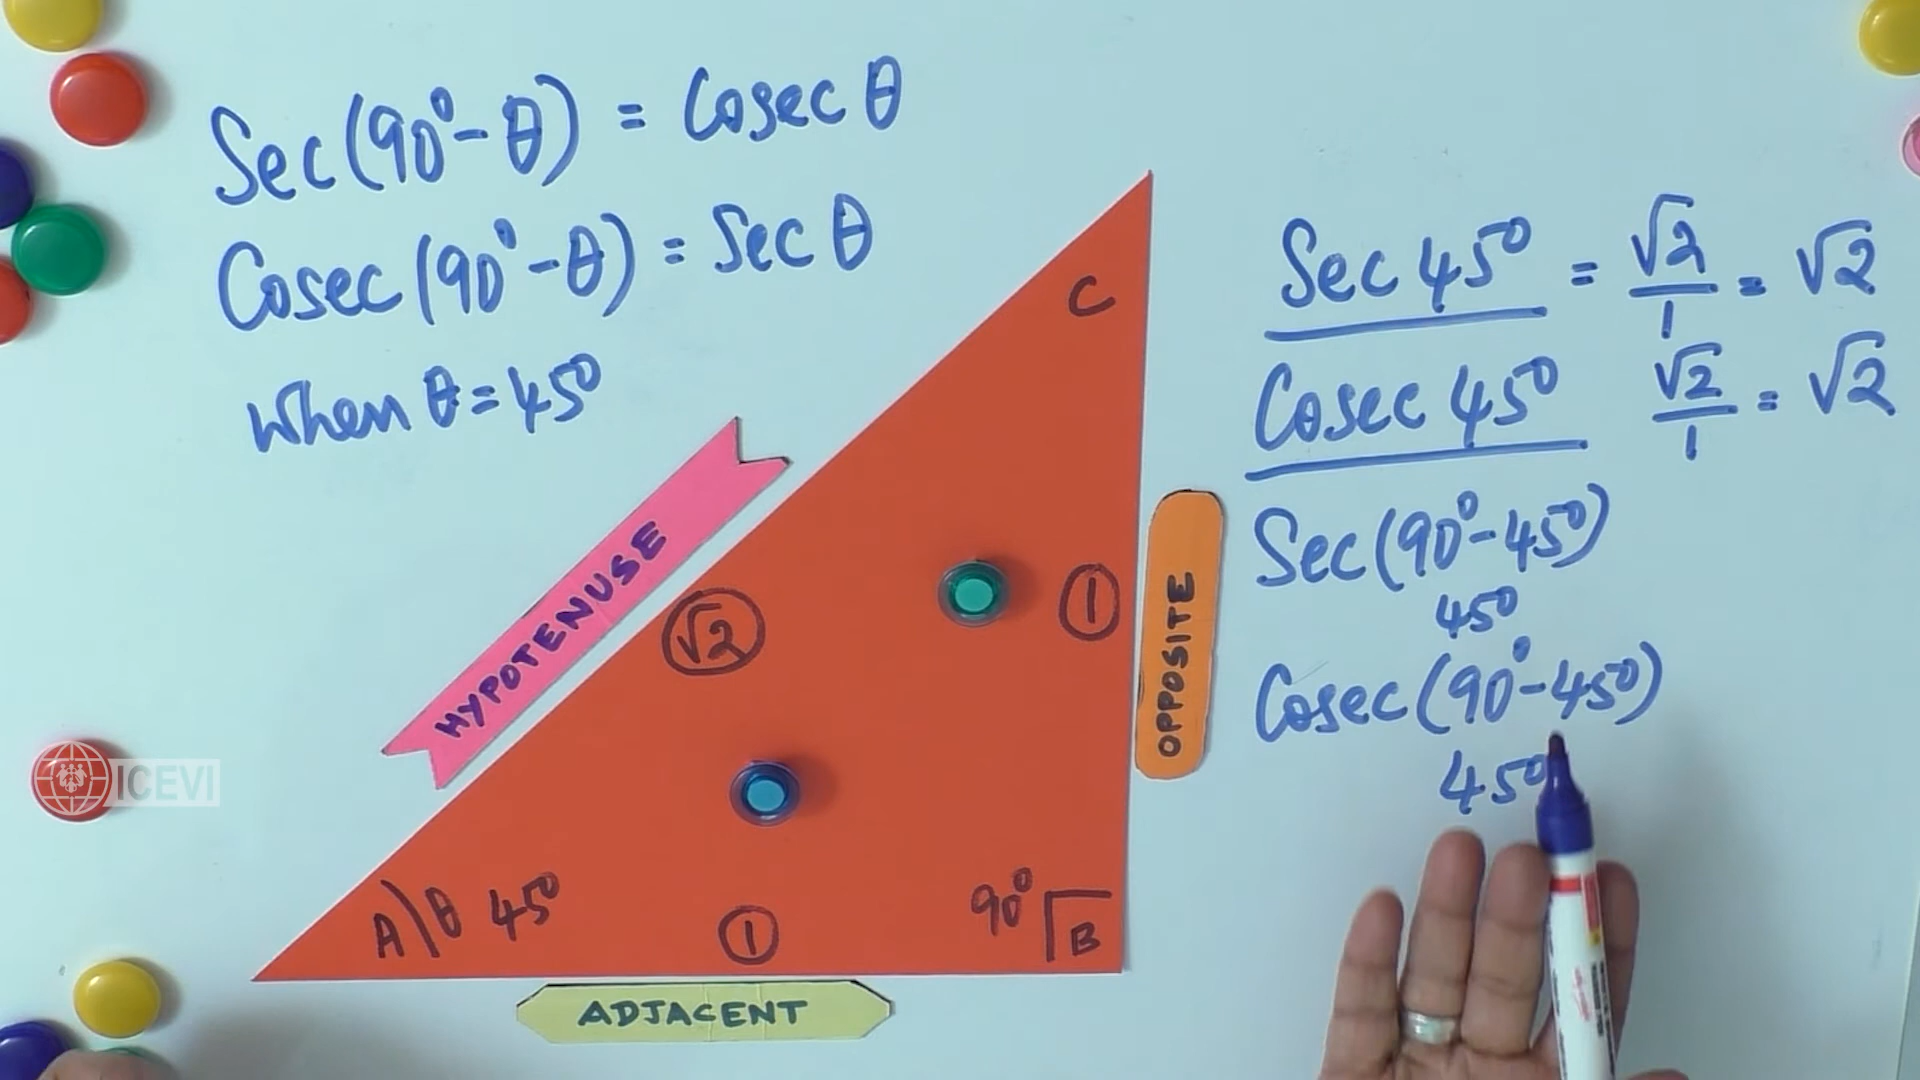 Sec(90°-θ) = Cosec θ
Cosec(90°-θ) = Sec θ
When θ = 45°
C
HYPOTENUSE
√2
1
OPPOSITE
A θ 45°
1
90° B
ADJACENT
Sec 45° = √2/1 = √2
Cosec 45° √2/1 = √2
Sec(90°-45°)
45°
Cosec(90°-45°)
45°
ICEVI